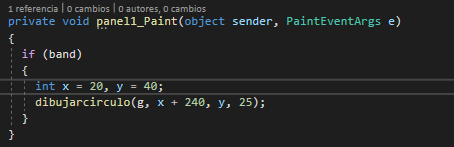 1 referencia | 0 cambios | 0 autores, 0 cambios
private void panel1_Paint(object sender, PaintEventArgs e)
{
if (band)
{
int x = 20, y = 40;
dibujarcirculo(g, x + 240, y, 25);
}
}